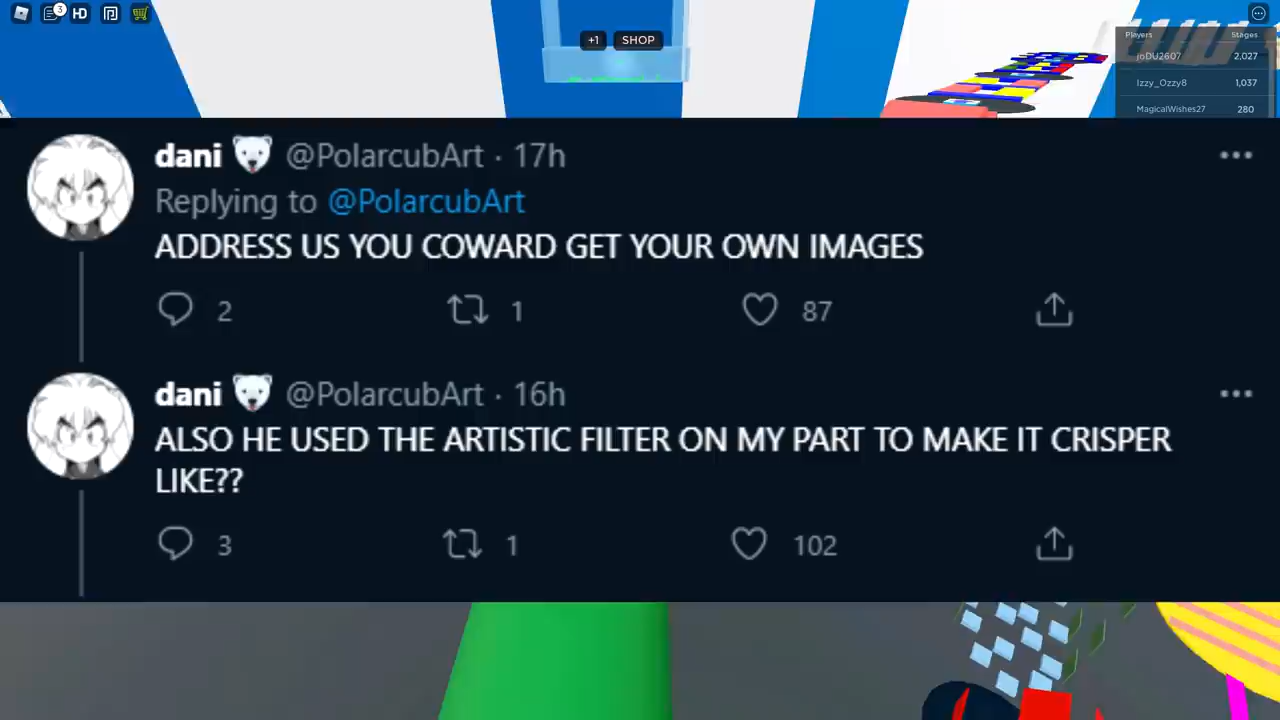 3 HD
+1 SHOP
Players Stages
joDU2607 2,027
Izzy_Ozzy8 1,037
MagicalWishes27 280
dani @PolarcubArt · 17h
Replying to @PolarcubArt
ADDRESS US YOU COWARD GET YOUR OWN IMAGES
2 1 87
dani @PolarcubArt · 16h
ALSO HE USED THE ARTISTIC FILTER ON MY PART TO MAKE IT CRISPER
LIKE??
3 1 102